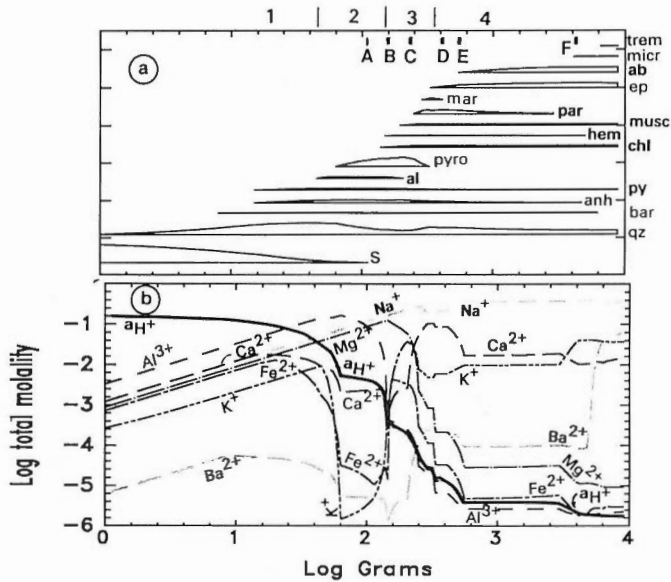 1 2 3 4
A B C D E F
trem
micr
ab
ep
mar
par
musc
hem
chl
pyro
al
py
anh
bar
qz
S
a
b
Log total molality
−1
−2
−3
−4
−5
−6
aH+
Al3+
Ca2+
Fe2+
K+
Mg2+
Na+
aH+
Ca2+
Fe2+
K+
Ba2+
Na+
Ca2+
K+
Ba2+
Mg2+
Fe2+
aH+
Al3+
0 1 2 3 4
Log Grams